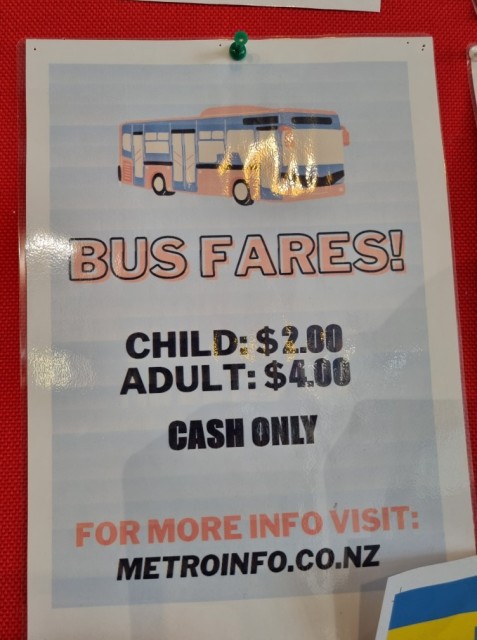 BUS FARES!
CHILD: $2.00
ADULT: $4.00
CASH ONLY
FOR MORE INFO VISIT:
METROINFO.CO.NZ